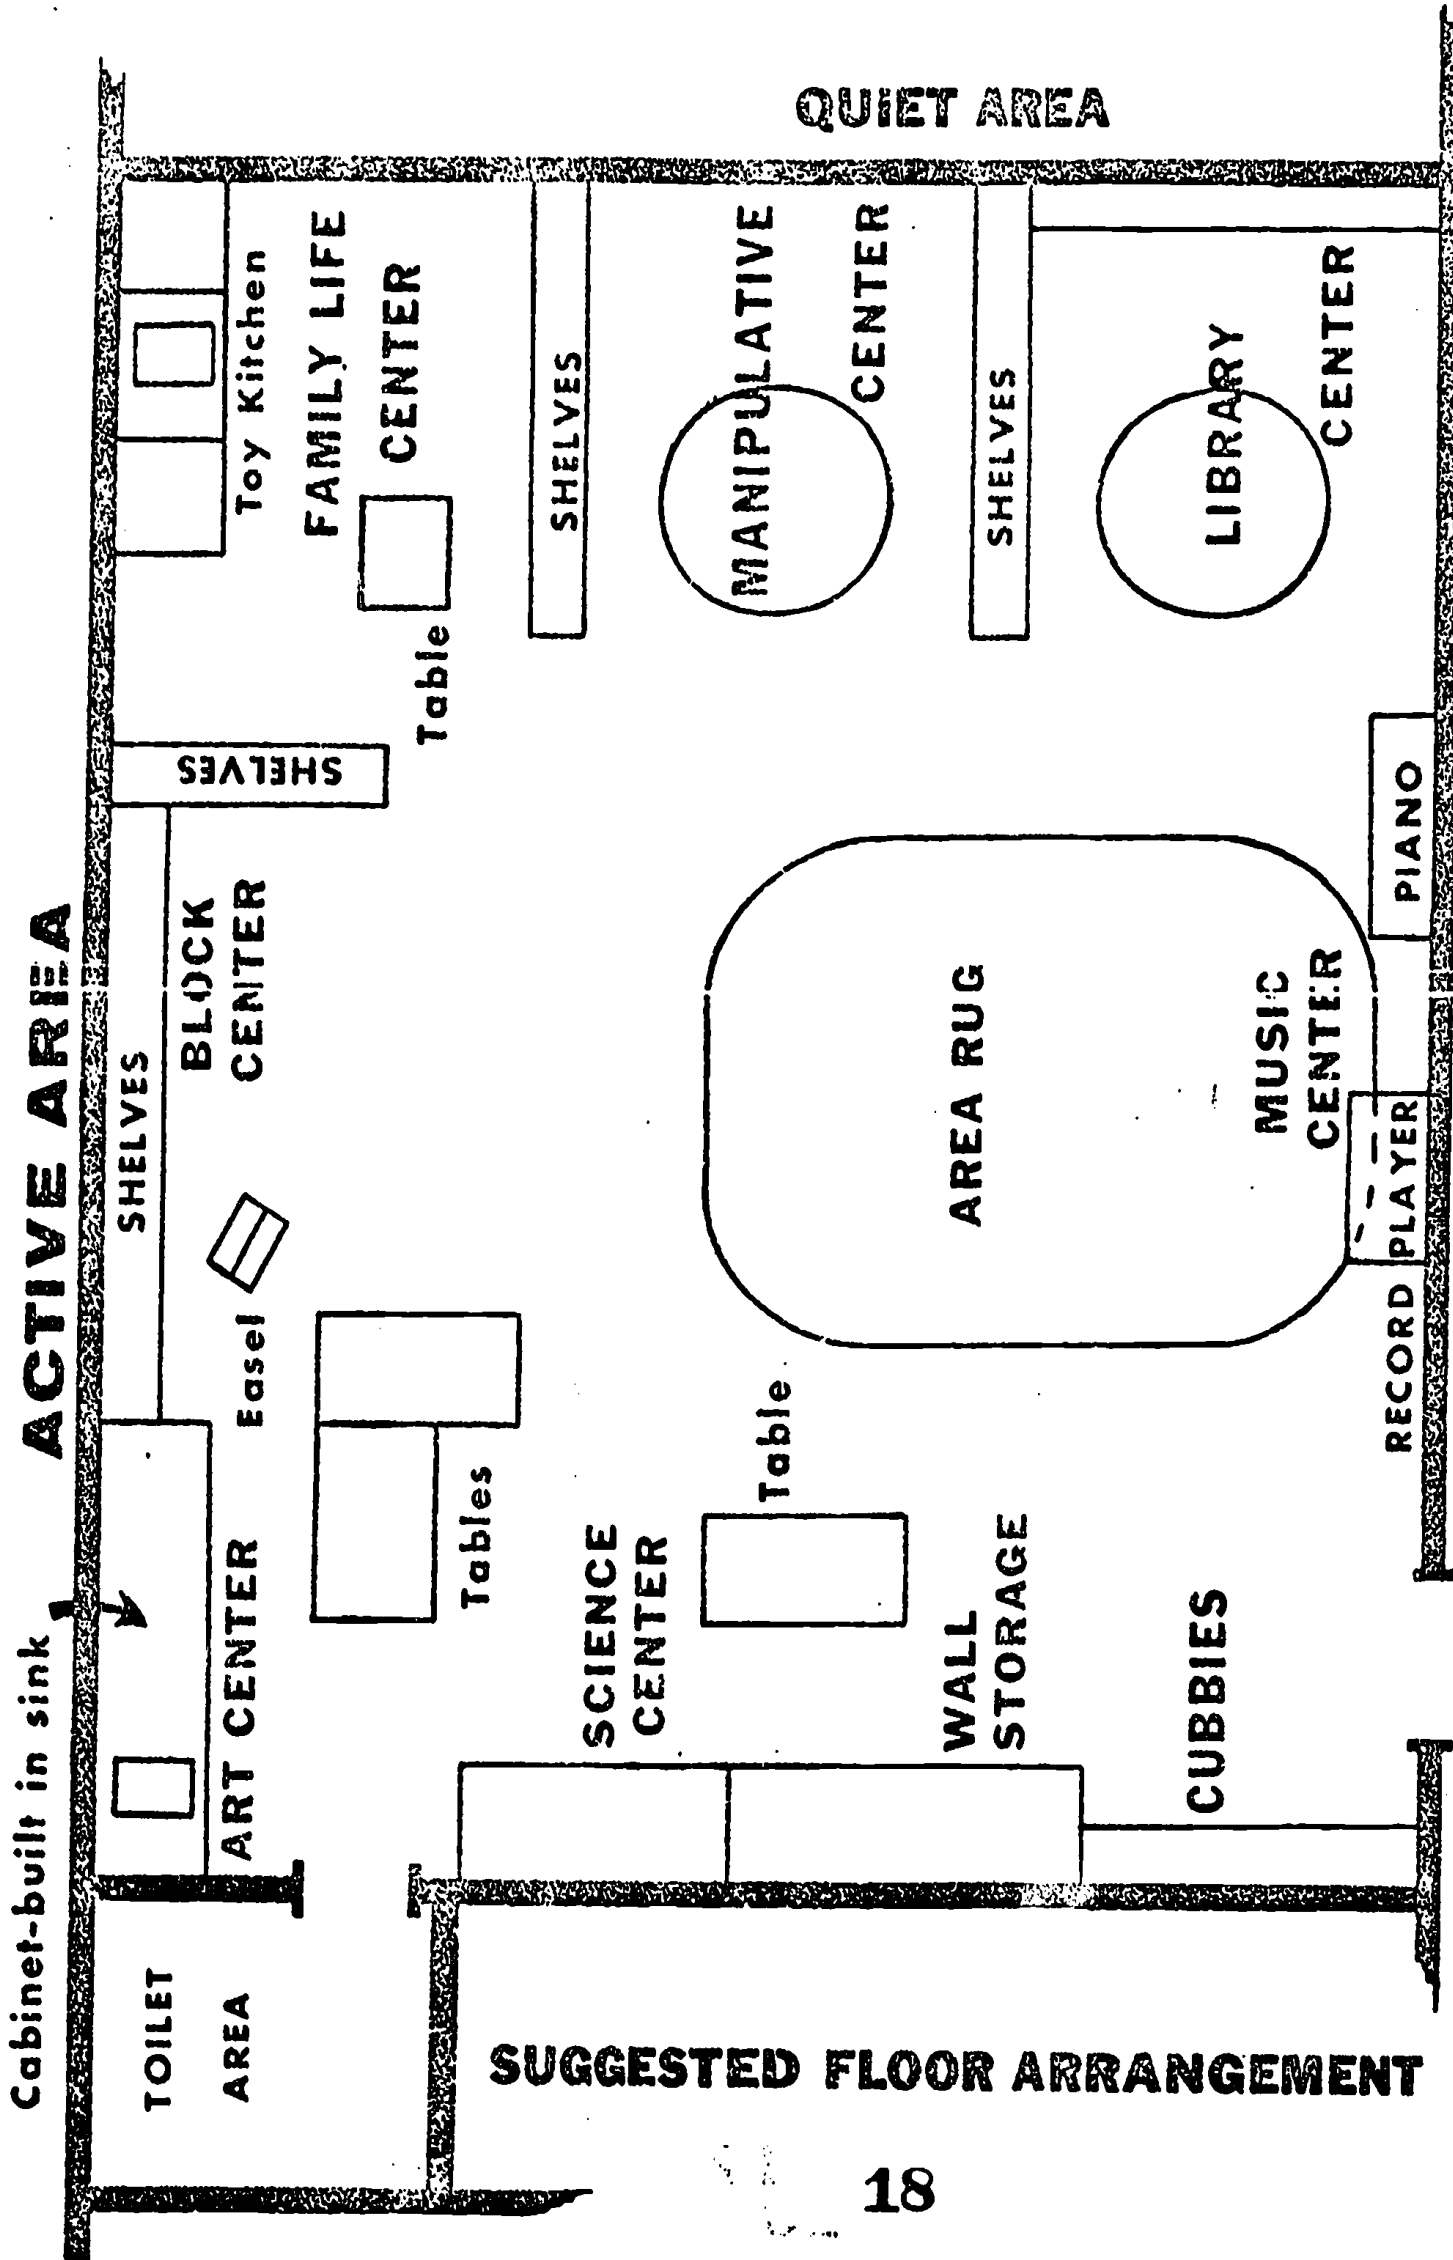 QUIET AREA
ACTIVE AREA
Cabinet-built in sink
Toy Kitchen
FAMILY LIFE
CENTER
Table
SHELVES
MANIPULATIVE
CENTER
SHELVES
LIBRARY
CENTER
SHELVES
SHELVES
BLOCK
CENTER
Easel
Tables
ART CENTER
AREA RUG
MUSIC
CENTER
PIANO
RECORD PLAYER
SCIENCE
CENTER
Table
WALL
STORAGE
CUBBIES
TOILET
AREA
SUGGESTED FLOOR ARRANGEMENT
18